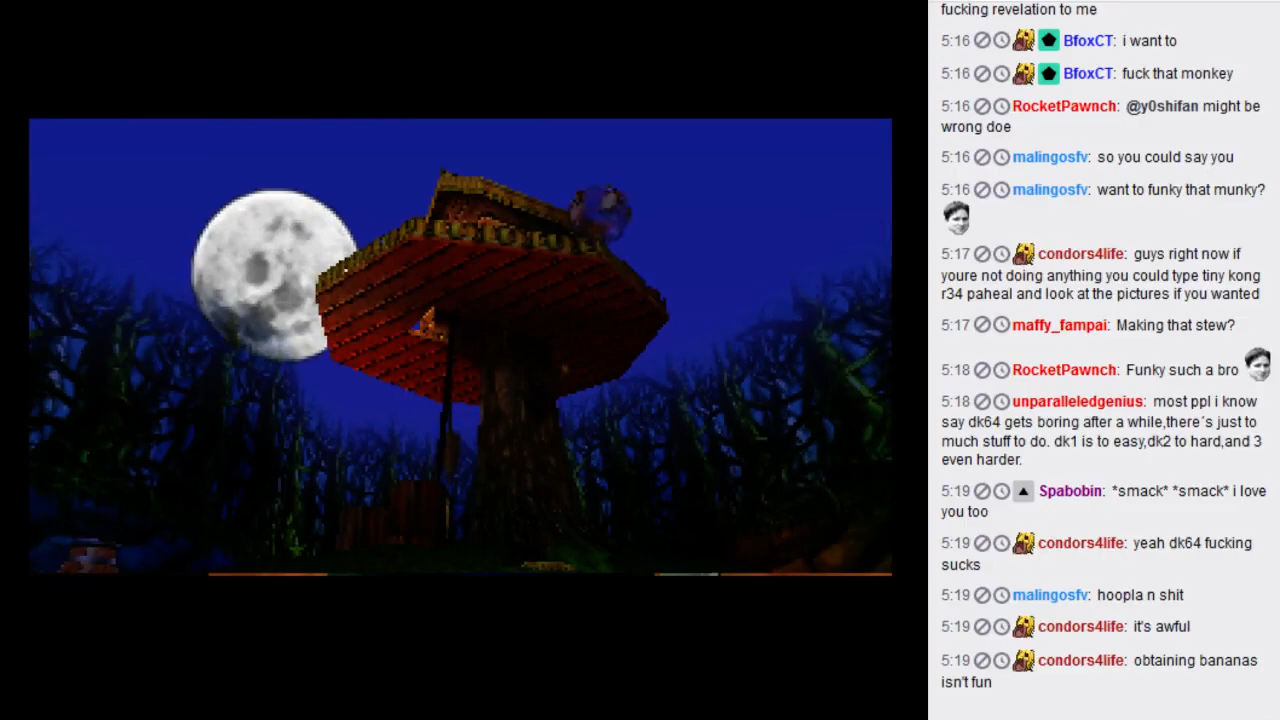 fucking revelation to me
5:16 BfoxCT: i want to
5:16 BfoxCT: fuck that monkey
5:16 RocketPawnch: @y0shifan might be
wrong doe
5:16 malingosfv: so you could say you
5:16 malingosfv: want to funky that munky?
5:17 condors4life: guys right now if
youre not doing anything you could type tiny kong
r34 paheal and look at the pictures if you wanted
5:17 maffy_fampai: Making that stew?
5:18 RocketPawnch: Funky such a bro
5:18 unparalleledgenius: most ppl i know
say dk64 gets boring after a while,there´s just to
much stuff to do. dk1 is to easy,dk2 to hard,and 3
even harder.
5:19 Spabobin: *smack* *smack* i love
you too
5:19 condors4life: yeah dk64 fucking
sucks
5:19 malingosfv: hoopla n shit
5:19 condors4life: it's awful
5:19 condors4life: obtaining bananas
isn't fun